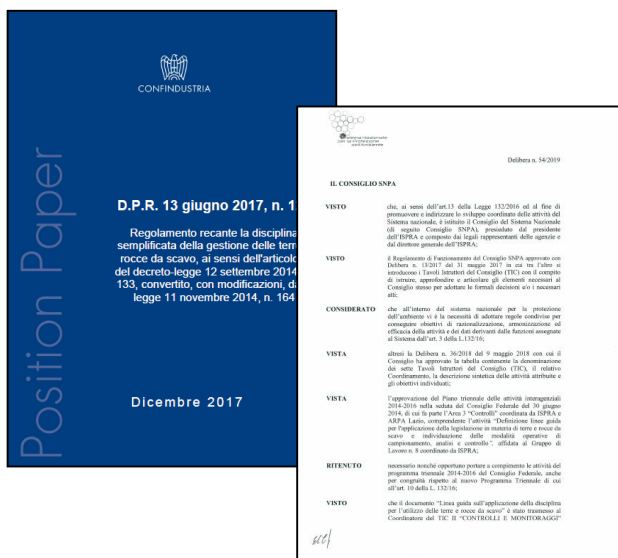 CONFINDUSTRIA
Position Paper
D.P.R. 13 giugno 2017, n. 1
Regolamento recante la disciplina
semplificata della gestione delle terr
rocce da scavo, ai sensi dell'articolo
del decreto-legge 12 settembre 2014
133, convertito, con modificazioni, da
legge 11 novembre 2014, n. 164
Dicembre 2017
Sistema Nazionale
per la Protezione
dell'Ambiente
Delibera n. 54/2019
IL CONSIGLIO SNPA
VISTO che, ai sensi dell'art.13 della Legge 132/2016 ed al fine di
promuovere e indirizzare lo sviluppo coordinato delle attività del
Sistema nazionale, è istituito il Consiglio del Sistema Nazionale
(di seguito Consiglio SNPA), presieduto dal presidente
dell'ISPRA e composto dai legali rappresentanti delle agenzie e
dal direttore generale dell'ISPRA;
VISTO il Regolamento di Funzionamento del Consiglio SNPA approvato con
Delibera n. 13/2017 del 31 maggio 2017 in cui tra l'altro si
introducono i Tavoli Istruttori del Consiglio (TIC) con il compito
di istruire, approfondire e articolare gli elementi necessari al
Consiglio stesso per adottare le formali decisioni e/o i necessari
atti;
CONSIDERATO che all'interno del sistema nazionale per la protezione
dell'ambiente vi è la necessità di adottare regole condivise per
conseguire obiettivi di razionalizzazione, armonizzazione ed
efficacia della attività e dei dati derivanti dalle funzioni assegnate
al Sistema dall'art. 3 della L.132/16;
VISTA altresì la Delibera n. 36/2018 del 9 maggio 2018 con cui il
Consiglio ha approvato la tabella contenente la denominazione
dei sette Tavoli Istruttori del Consiglio (TIC), il relativo
Coordinamento, la descrizione sintetica delle attività attribuite e
gli obiettivi individuati;
VISTA l'approvazione del Piano triennale delle attività interagenziali
2014-2016 nella seduta del Consiglio Federale del 30 giugno
2014, di cui fa parte l'Area 3 “Controlli” coordinata da ISPRA e
ARPA Lazio, comprendente l'attività “Definizione linee guida
per l'applicazione della legislazione in materia di terre e rocce da
scavo e individuazione delle modalità operative di
campionamento, analisi e controllo”, affidata al Gruppo di
Lavoro n. 8 coordinato da ISPRA;
RITENUTO necessario nonché opportuno portare a compimento le attività del
programma triennale 2014-2016 del Consiglio Federale, anche
per congruità rispetto al nuovo Programma Triennale di cui
all'art. 10 della L. 132/16;
VISTO che il documento “Linea guida sull'applicazione della disciplina
per l'utilizzo delle terre e rocce da scavo” è stato trasmesso al
Coordinatore del TIC II “CONTROLLI E MONITORAGGI”